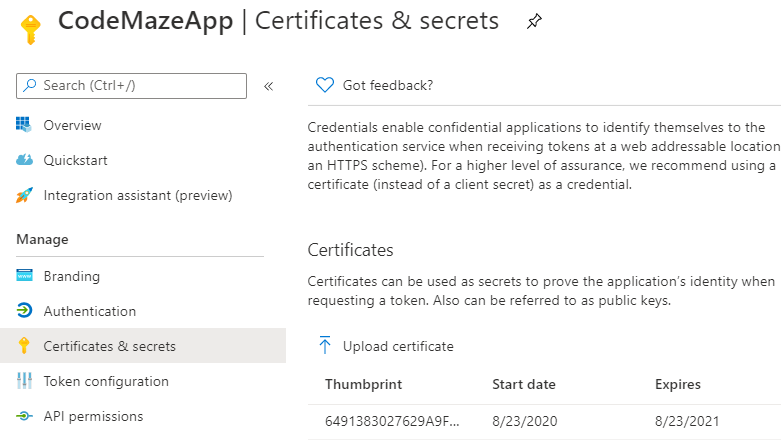 CodeMazeApp | Certificates & secrets
Search (Ctrl+/)
«
Overview
Quickstart
Integration assistant (preview)
Manage
Branding
Authentication
Certificates & secrets
Token configuration
API permissions
Got feedback?
Credentials enable confidential applications to identify themselves to the
authentication service when receiving tokens at a web addressable location
an HTTPS scheme). For a higher level of assurance, we recommend using a
certificate (instead of a client secret) as a credential.
Certificates
Certificates can be used as secrets to prove the application's identity when
requesting a token. Also can be referred to as public keys.
Upload certificate
Thumbprint Start date Expires
6491383027629A9F... 8/23/2020 8/23/2021